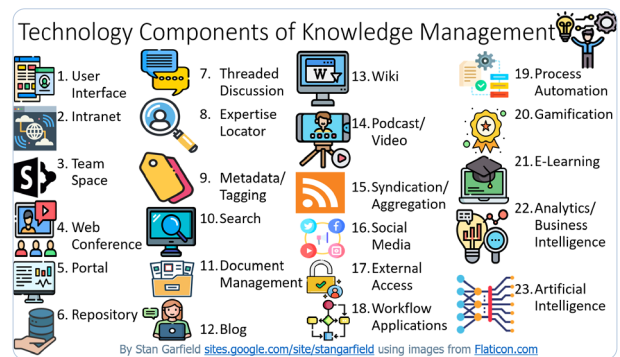 Technology Components of Knowledge Management
1. User
Interface
2. Intranet
3. Team
Space
4. Web
Conference
5. Portal
6. Repository
7. Threaded
Discussion
8. Expertise
Locator
9. Metadata/
Tagging
10. Search
11. Document
Management
12. Blog
13. Wiki
14. Podcast/
Video
15. Syndication/
Aggregation
16. Social
Media
17. External
Access
18. Workflow
Applications
19. Process
Automation
20. Gamification
21. E-Learning
22. Analytics/
Business
Intelligence
23. Artificial
Intelligence
By Stan Garfield sites.google.com/site/stangarfield using images from Flaticon.com